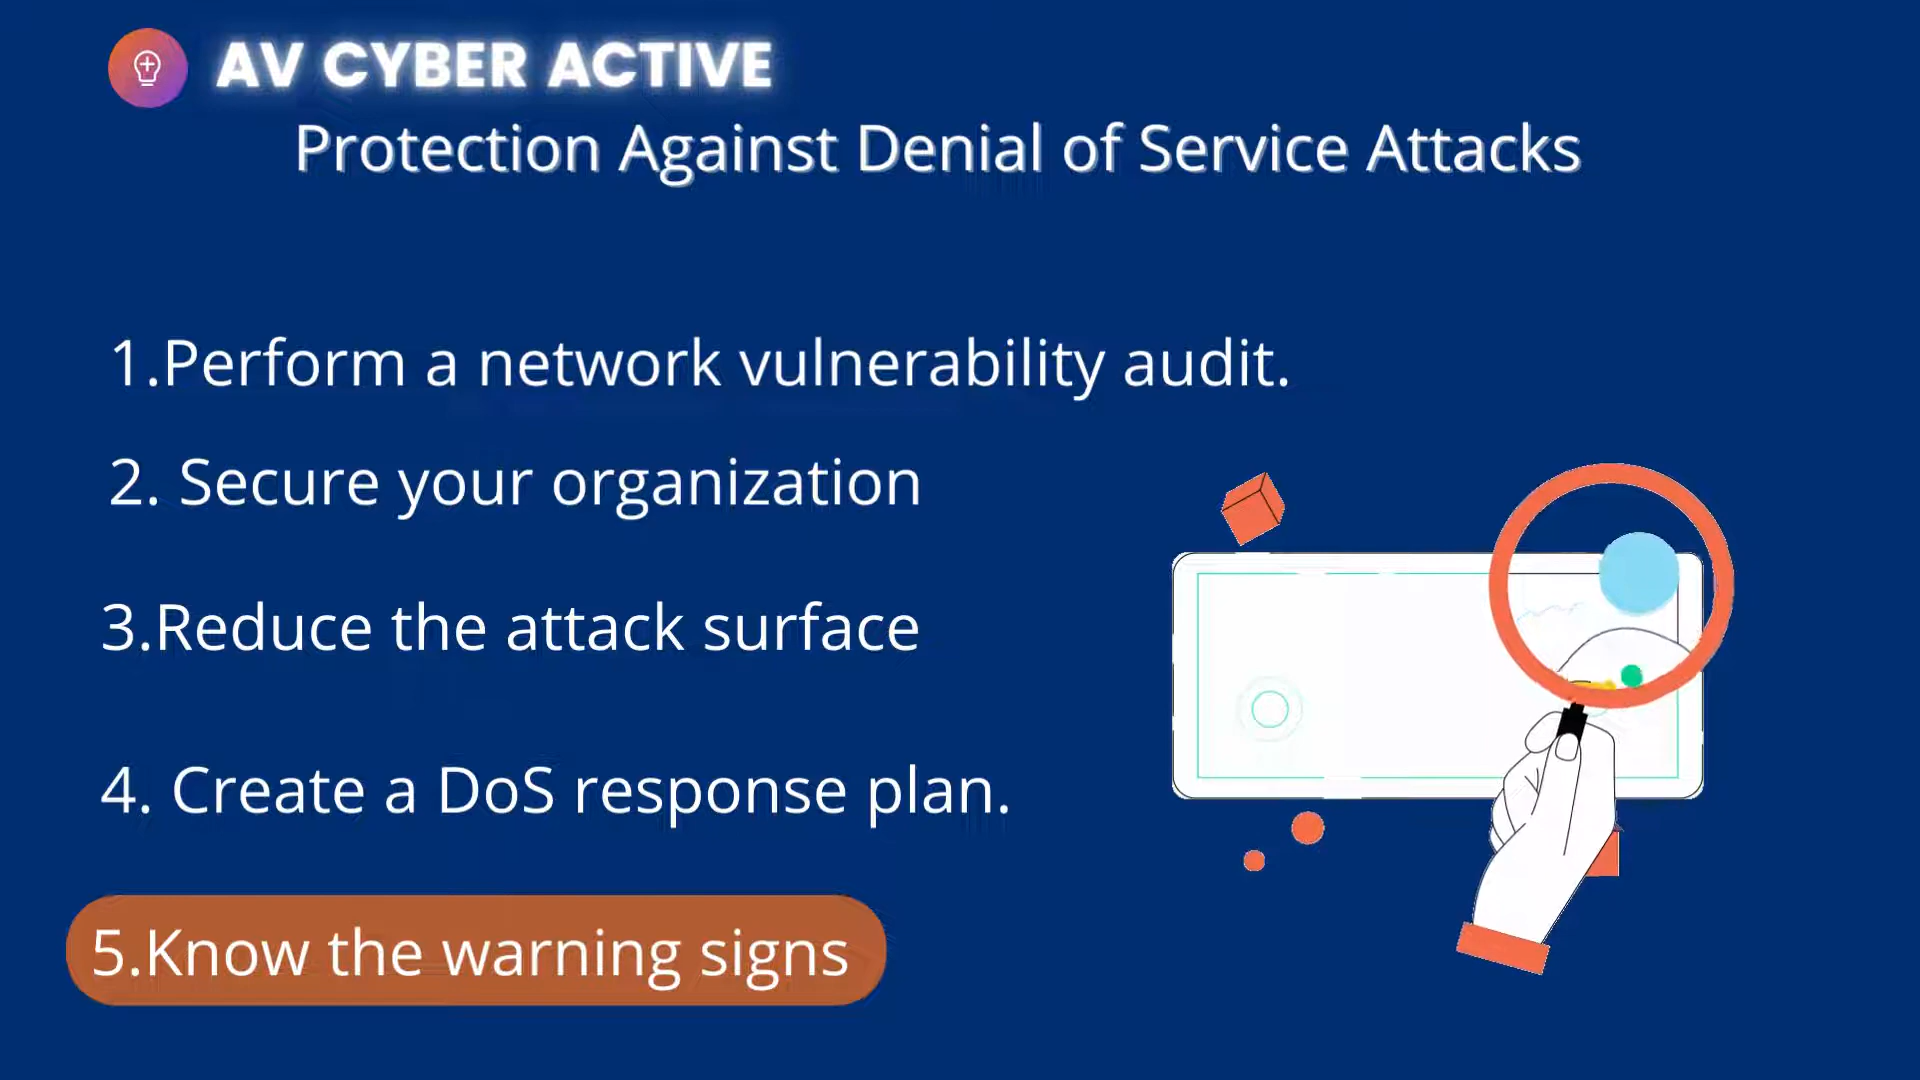 AV CYBER ACTIVE
Protection Against Denial of Service Attacks
1.Perform a network vulnerability audit.
2. Secure your organization
3.Reduce the attack surface
4. Create a DoS response plan.
5.Know the warning signs